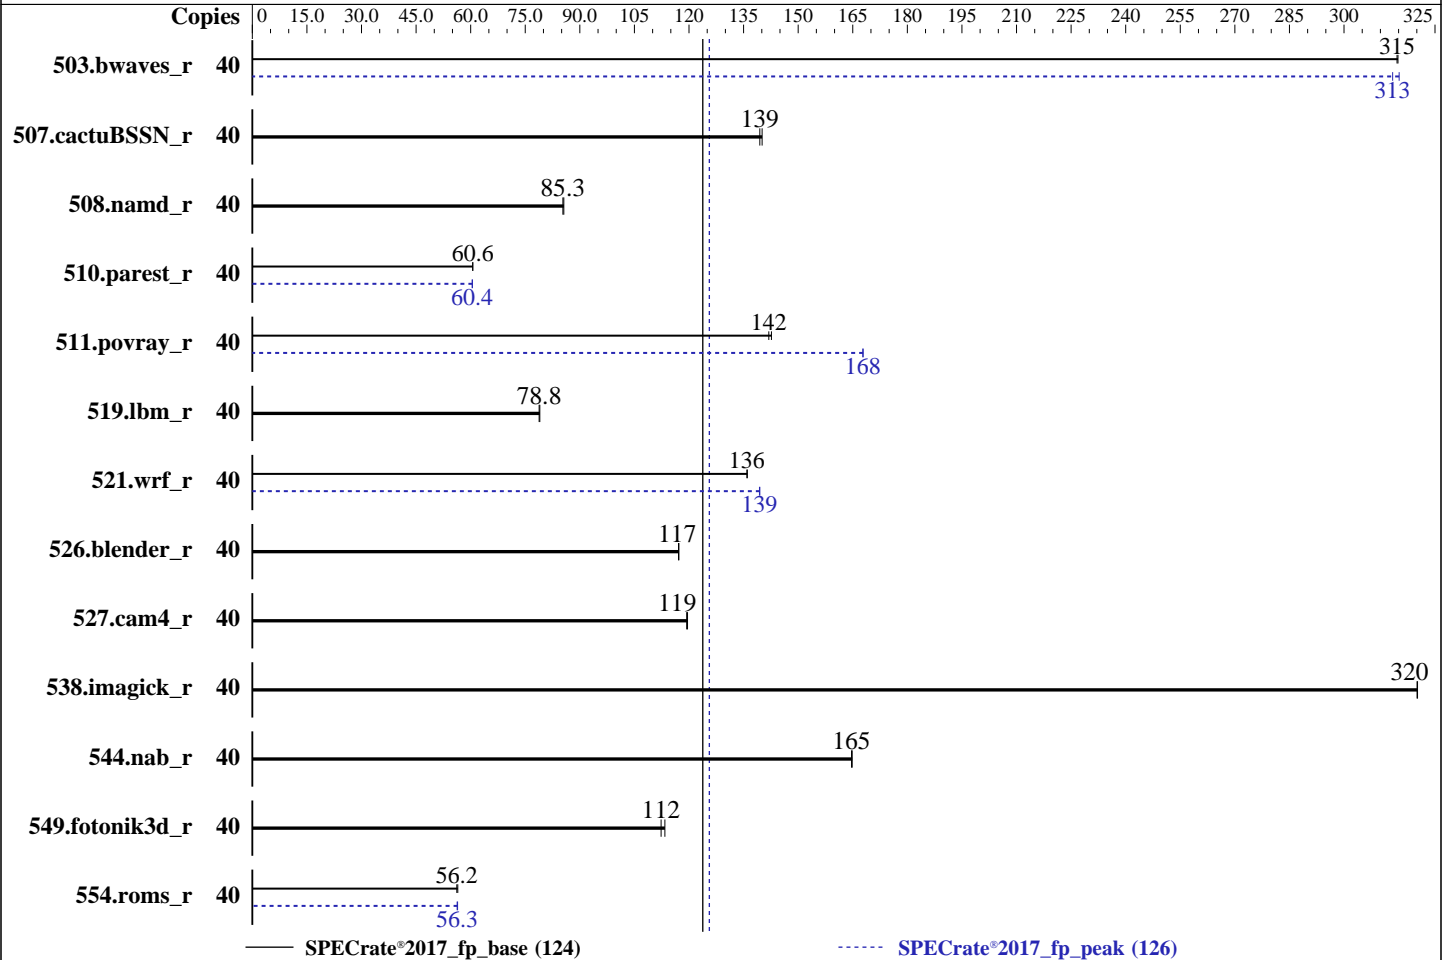 Copies 0 15.0 30.0 45.0 60.0 75.0 90.0 105 120 135 150 165 180 195 210 225 240 255 270 285 300 325
315
503.bwaves_r 40
313
139
507.cactuBSSN_r 40
85.3
508.namd_r 40
60.6
510.parest_r 40
60.4
142
511.povray_r 40
168
78.8
519.lbm_r 40
136
521.wrf_r 40
139
117
526.blender_r 40
119
527.cam4_r 40
320
538.imagick_r 40
165
544.nab_r 40
112
549.fotonik3d_r 40
56.2
554.roms_r 40
56.3
SPECrate®2017_fp_base (124) SPECrate®2017_fp_peak (126)